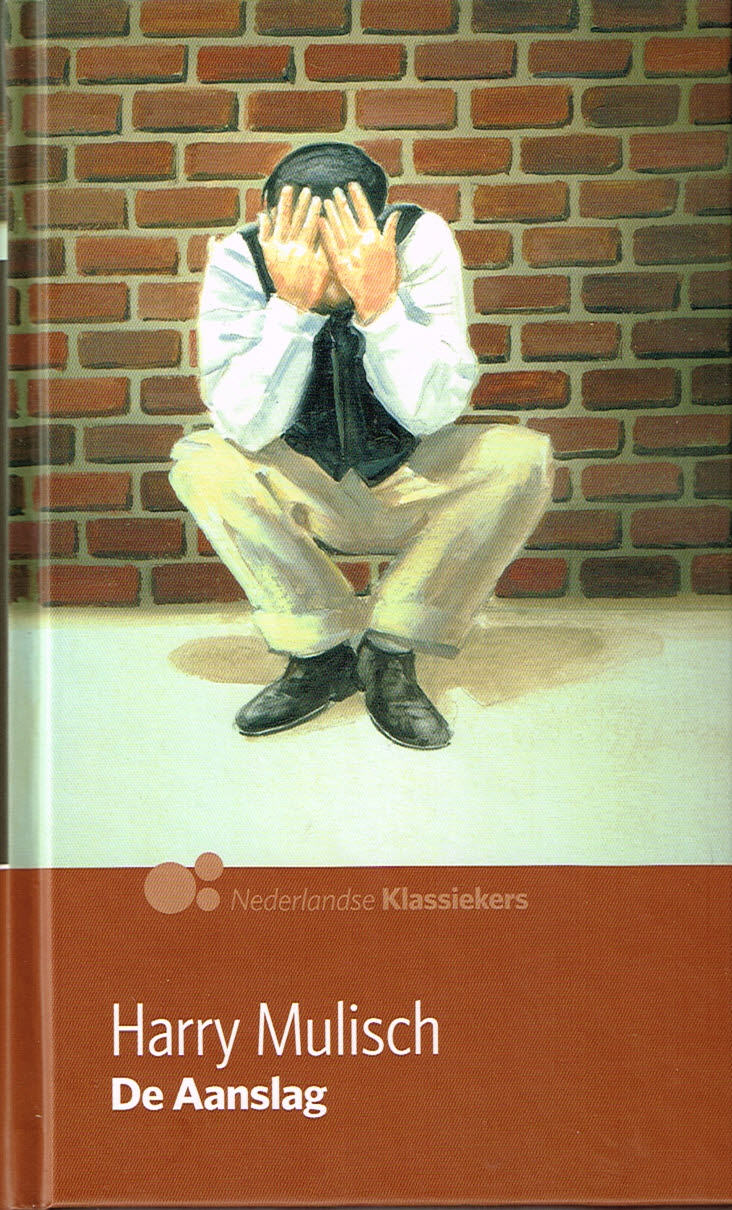 Nederlandse Klassiekers
Harry Mulisch
De Aanslag